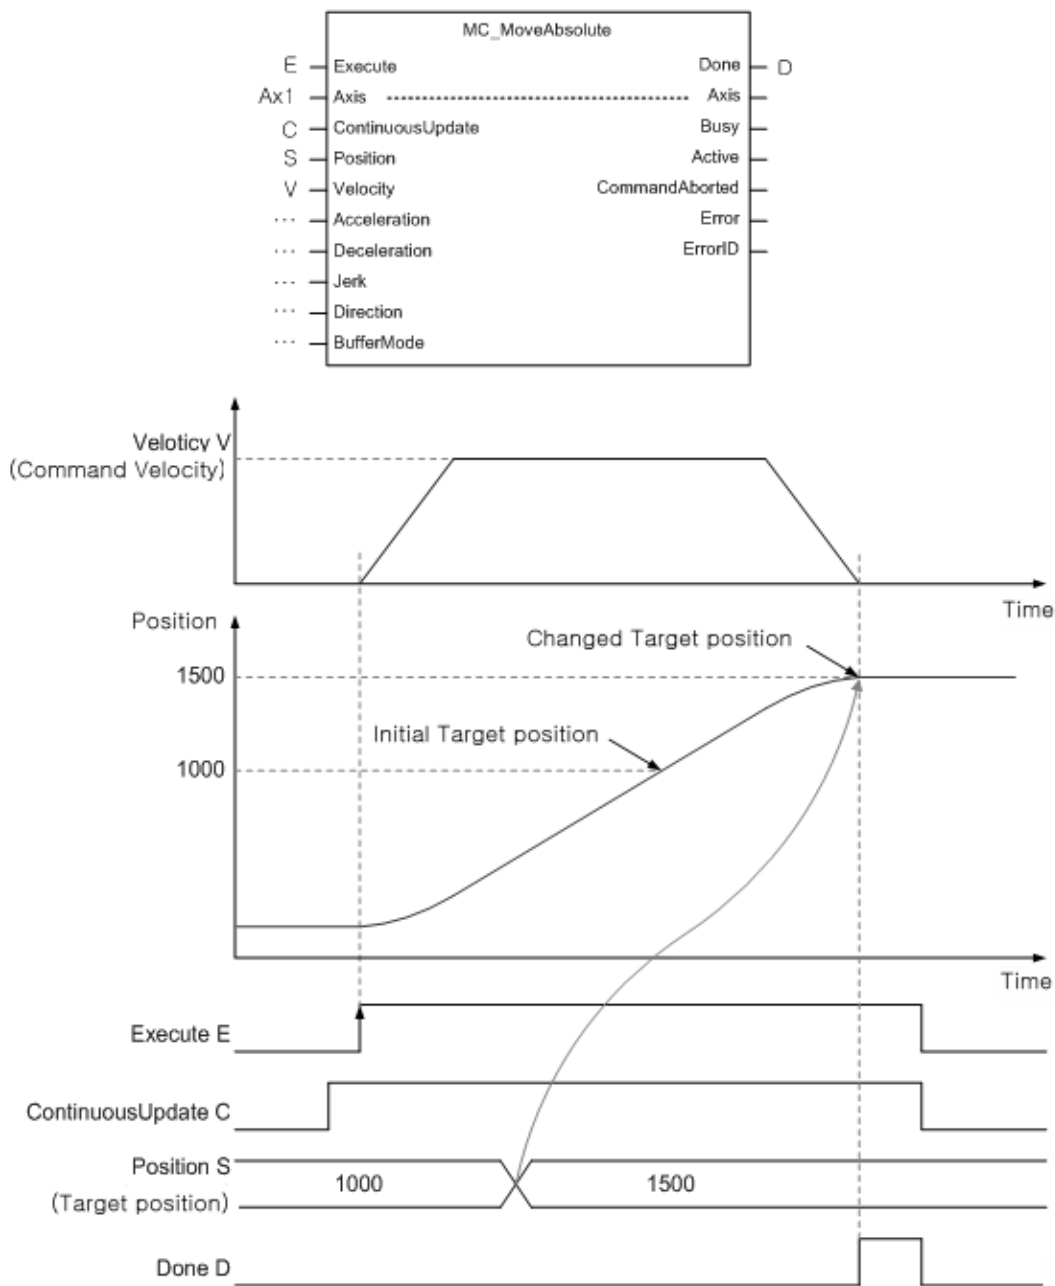 MC_MoveAbsolute
E Execute Done D
Ax1 Axis Axis
C ContinuousUpdate Busy
S Position Active
V Velocity CommandAborted
... Acceleration Error
... Deceleration ErrorID
... Jerk
... Direction
... BufferMode
Veloticy V
(Command Velocity)
Time
Position
Changed Target position
1500
Initial Target position
1000
Time
Execute E
ContinuousUpdate C
Position S
1000 1500
(Target position)
Done D